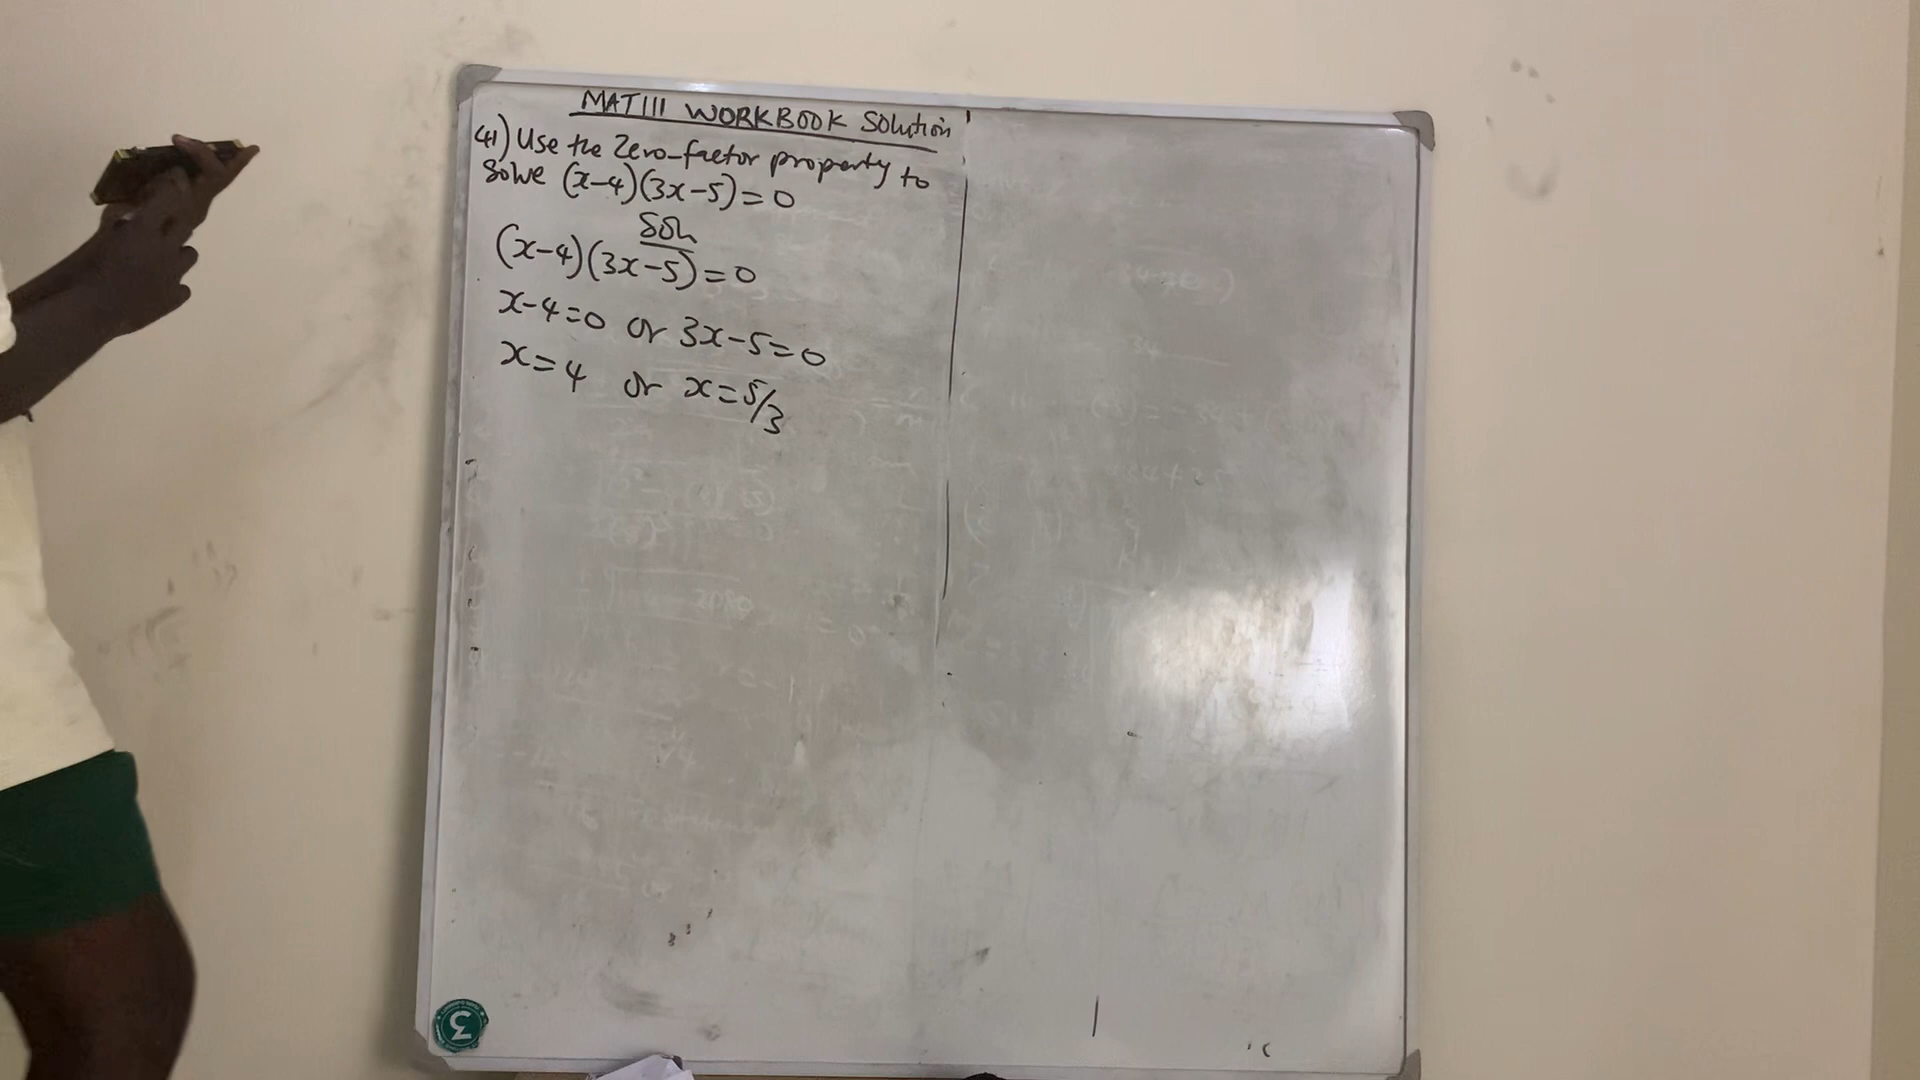 MAT111 WORKBOOK Solution
41) Use the Zero-factor property to
Solve (x-4)(3x-5)=0
Soln
(x-4)(3x-5)=0
x-4=0 or 3x-5=0
x=4 or x=5/3